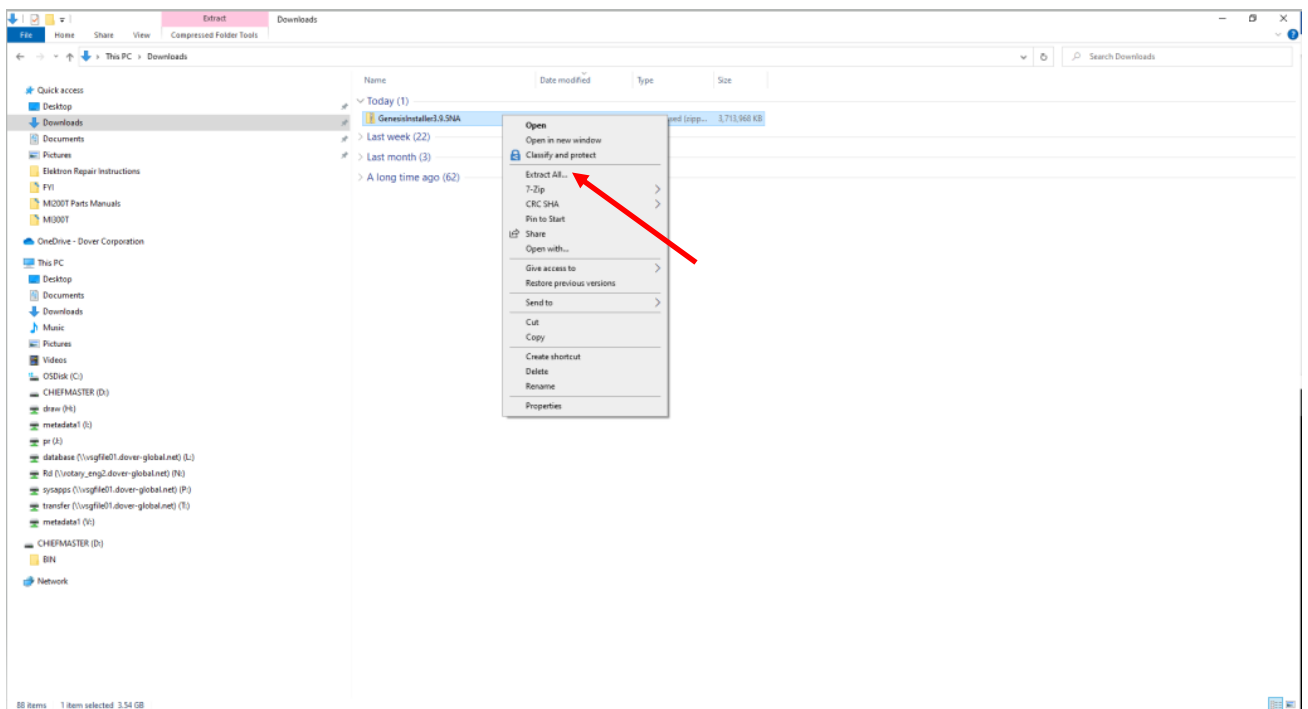 Extract
Downloads
File
Home
Share
View
Compressed Folder Tools
This PC
Downloads
Search Downloads
Name
Date modified
Type
Size
Quick access
Desktop
Downloads
Documents
Pictures
Elektron Repair Instructions
FYI
MI200T Parts Manuals
MI300T
OneDrive - Dover Corporation
This PC
Desktop
Documents
Downloads
Music
Pictures
Videos
OSDisk (C:)
CHIEFMASTER (D:)
draw (H:)
metadata1 (I:)
pr (J:)
database (\\vsgfile01.dover-global.net) (L:)
Rd (\\rotary_eng2.dover-global.net) (N:)
sysapps (\\vsgfile01.dover-global.net) (P:)
transfer (\\vsgfile01.dover-global.net) (T:)
metadata1 (V:)
CHIEFMASTER (D:)
BIN
Network
Today (1)
GenesisInstaller3.9.5NA
(zipp... 3,713,968 KB
Last week (22)
Last month (3)
A long time ago (62)
Open
Open in new window
Classify and protect
Extract All...
7-Zip
CRC SHA
Pin to Start
Share
Open with...
Give access to
Restore previous versions
Send to
Cut
Copy
Create shortcut
Delete
Rename
Properties
88 items 1 item selected 3.54 GB